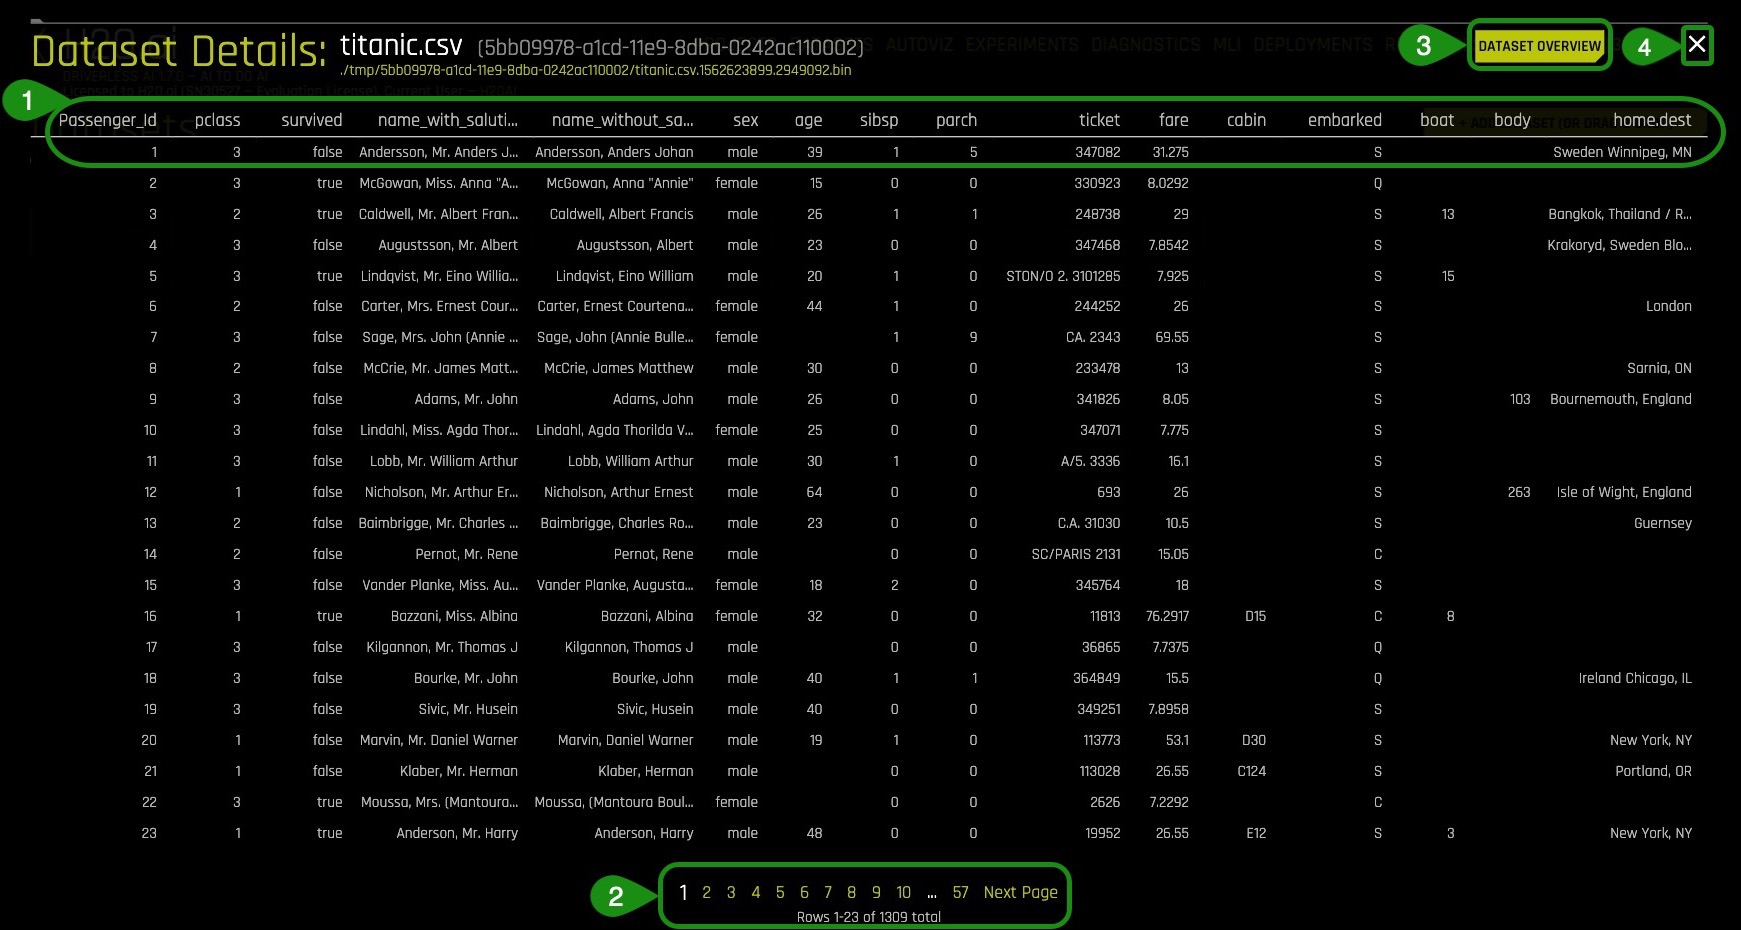 Dataset Details: titanic.csv (5bb09978-a1cd-11e9-8dba-0242ac110002)
AUTOVIZ EXPERIMENTS DIAGNOSTICS MLI DEPLOYMENTS
3 DATASET OVERVIEW 4 X
./tmp/5bb09978-a1cd-11e9-8dba-0242ac110002/titanic.csv.1562623899.2949092.bin
DRIVERLESS AI 1.7.0 – AI TO DO AI
Licensed to H2O.ai (SN30527 – Evaluation License), Current User – H2OAI
1
Passenger_Id pclass survived name_with_saluti... name_without_sa... sex age sibsp parch ticket fare cabin embarked boat body home.dest
1 3 false Andersson, Mr. Anders J... Andersson, Anders Johan male 39 1 5 347082 31.275 S Sweden Winnipeg, MN
2 3 true McGowan, Miss. Anna "A... McGowan, Anna "Annie" female 15 0 0 330923 8.0292 Q
3 2 true Caldwell, Mr. Albert Fran... Caldwell, Albert Francis male 26 1 1 248738 29 S 13 Bangkok, Thailand / R...
4 3 false Augustsson, Mr. Albert Augustsson, Albert male 23 0 0 347468 7.8542 S Krakoryd, Sweden Blo...
5 3 true Lindqvist, Mr. Eino Willia... Lindqvist, Eino William male 20 1 0 STON/O 2. 3101285 7.925 S 15
6 2 false Carter, Mrs. Ernest Cour... Carter, Ernest Courtena... female 44 1 0 244252 26 S London
7 3 false Sage, Mrs. John (Annie ... Sage, John (Annie Bulle... female 1 9 CA. 2343 69.55 S
8 2 false McCrie, Mr. James Matt... McCrie, James Matthew male 30 0 0 233478 13 S Sarnia, ON
9 3 false Adams, Mr. John Adams, John male 26 0 0 341826 8.05 S 103 Bournemouth, England
10 3 false Lindahl, Miss. Agda Thor... Lindahl, Agda Thorilda V... female 25 0 0 347071 7.775 S
11 3 false Lobb, Mr. William Arthur Lobb, William Arthur male 30 1 0 A/5. 3336 16.1 S
12 1 false Nicholson, Mr. Arthur Er... Nicholson, Arthur Ernest male 64 0 0 693 26 S 263 Isle of Wight, England
13 2 false Baimbrigge, Mr. Charles ... Baimbrigge, Charles Ro... male 23 0 0 C.A. 31030 10.5 S Guernsey
14 2 false Pernot, Mr. Rene Pernot, Rene male 0 0 SC/PARIS 2131 15.05 C
15 3 false Vander Planke, Miss. Au... Vander Planke, Augusta... female 18 2 0 345764 18 S
16 1 true Bazzani, Miss. Albina Bazzani, Albina female 32 0 0 11813 76.2917 D15 C 8
17 3 false Kilgannon, Mr. Thomas J Kilgannon, Thomas J male 0 0 36865 7.7375 Q
18 3 false Bourke, Mr. John Bourke, John male 40 1 1 364849 15.5 Q Ireland Chicago, IL
19 3 false Sivic, Mr. Husein Sivic, Husein male 40 0 0 349251 7.8958 S
20 1 false Marvin, Mr. Daniel Warner Marvin, Daniel Warner male 19 1 0 113773 53.1 D30 S New York, NY
21 1 false Klaber, Mr. Herman Klaber, Herman male 0 0 113028 26.55 C124 S Portland, OR
22 3 true Moussa, Mrs. (Mantoura... Moussa, (Mantoura Boul... female 0 0 2626 7.2292 C
23 1 true Anderson, Mr. Harry Anderson, Harry male 48 0 0 19952 26.55 E12 S 3 New York, NY
2 1 2 3 4 5 6 7 8 9 10 ... 57 Next Page
Rows 1-23 of 1309 total